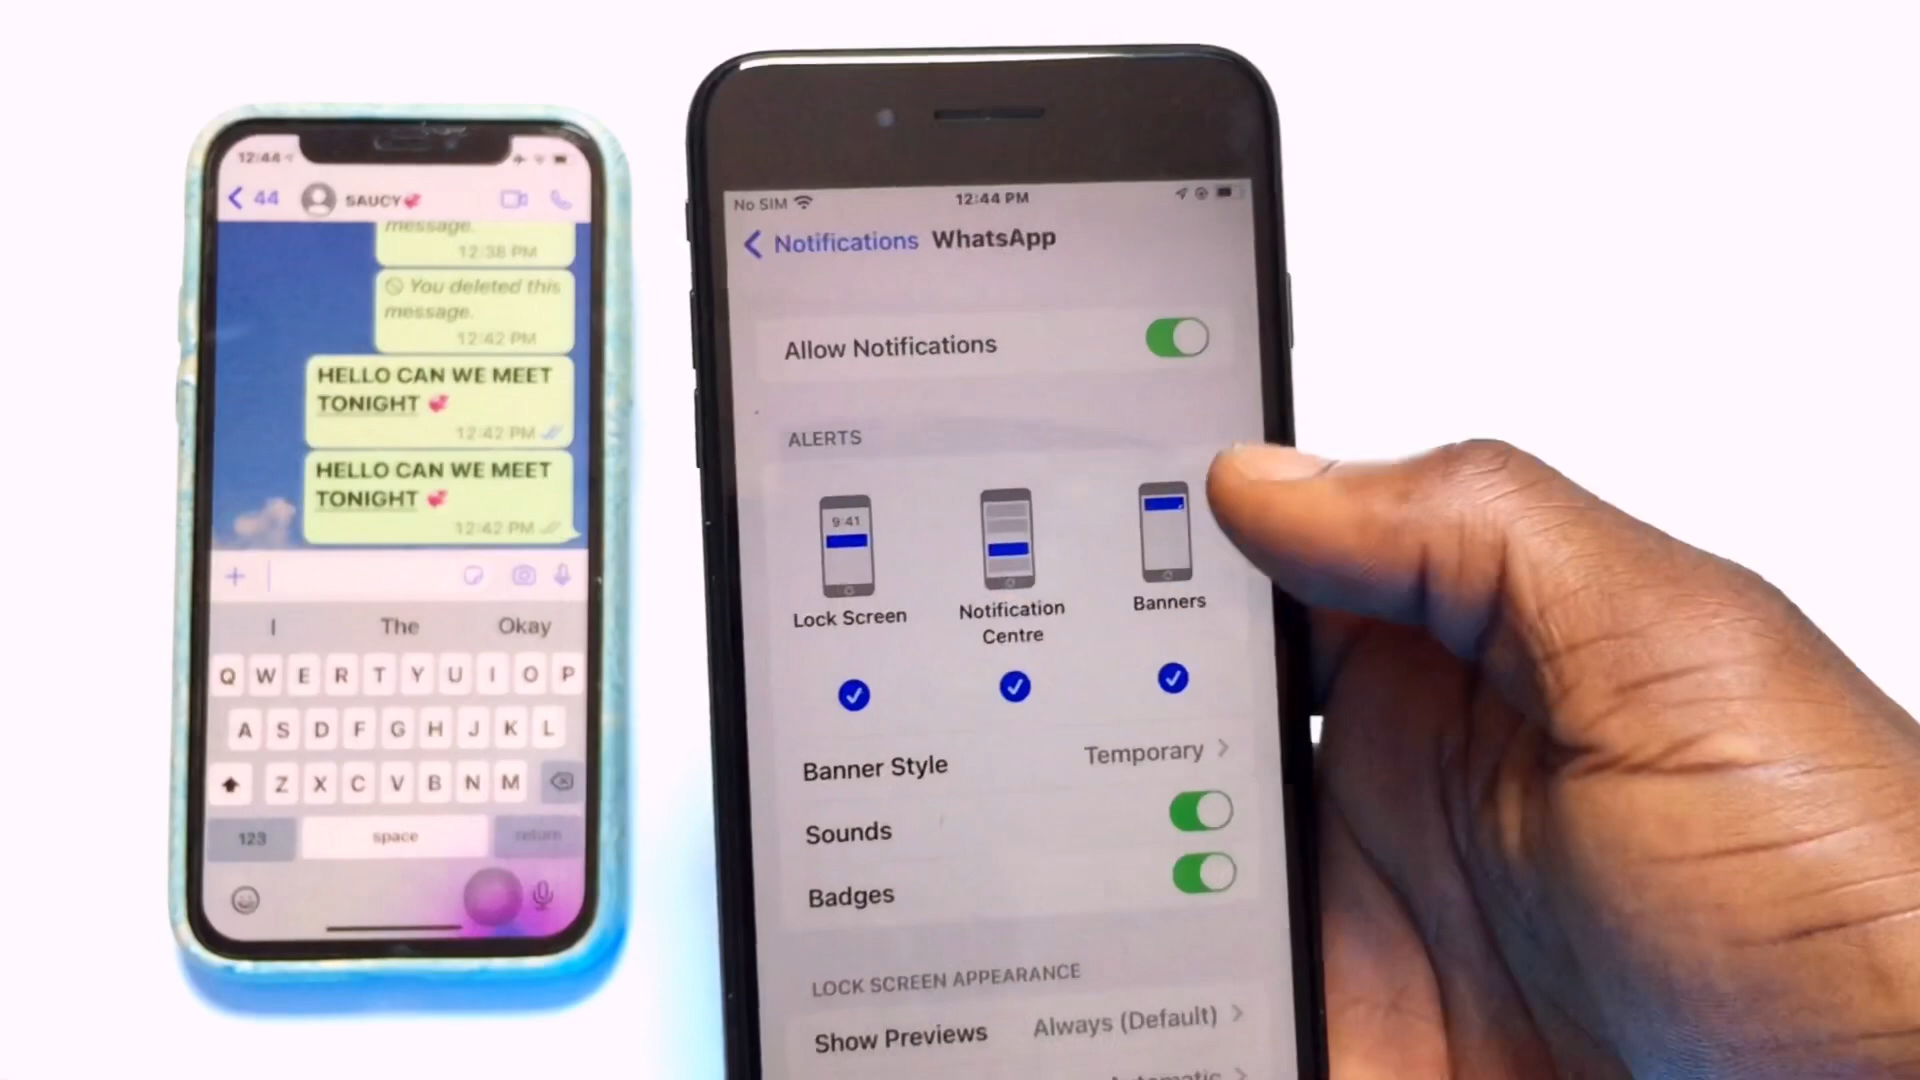 12:44
44
SAUCY💞
message.
12:38 PM
You deleted this
message.
12:42 PM
HELLO CAN WE MEET
TONIGHT 💞
12:42 PM
HELLO CAN WE MEET
TONIGHT 💞
12:42 PM
I The Okay
Q W E R T Y U I O P
A S D F G H J K L
Z X C V B N M
123 space return
No SIM 12:44 PM
Notifications WhatsApp
Allow Notifications
ALERTS
9:41
Lock Screen
Notification
Centre
Banners
Banner Style Temporary
Sounds
Badges
LOCK SCREEN APPEARANCE
Show Previews Always (Default)
Automatic